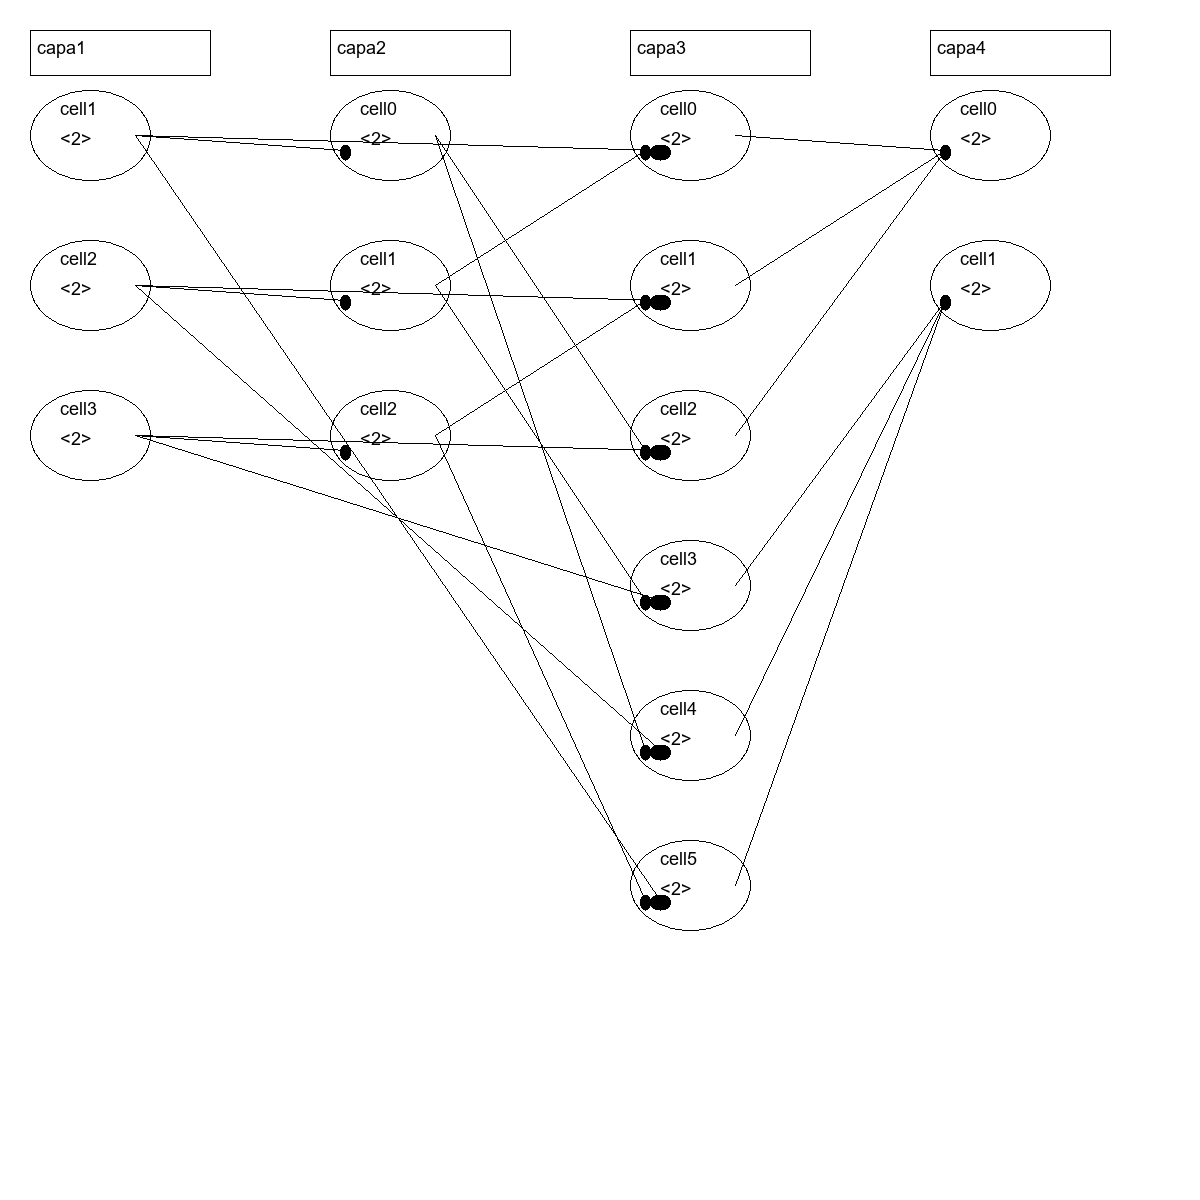 capa1 capa2 capa3 capa4
cell1 cell0 cell0 cell0
<2> <2> <2> <2>
cell2 cell1 cell1 cell1
<2> <2> <2> <2>
cell3 cell2 cell2
<2> <2> <2>
cell3
<2>
cell4
<2>
cell5
<2>